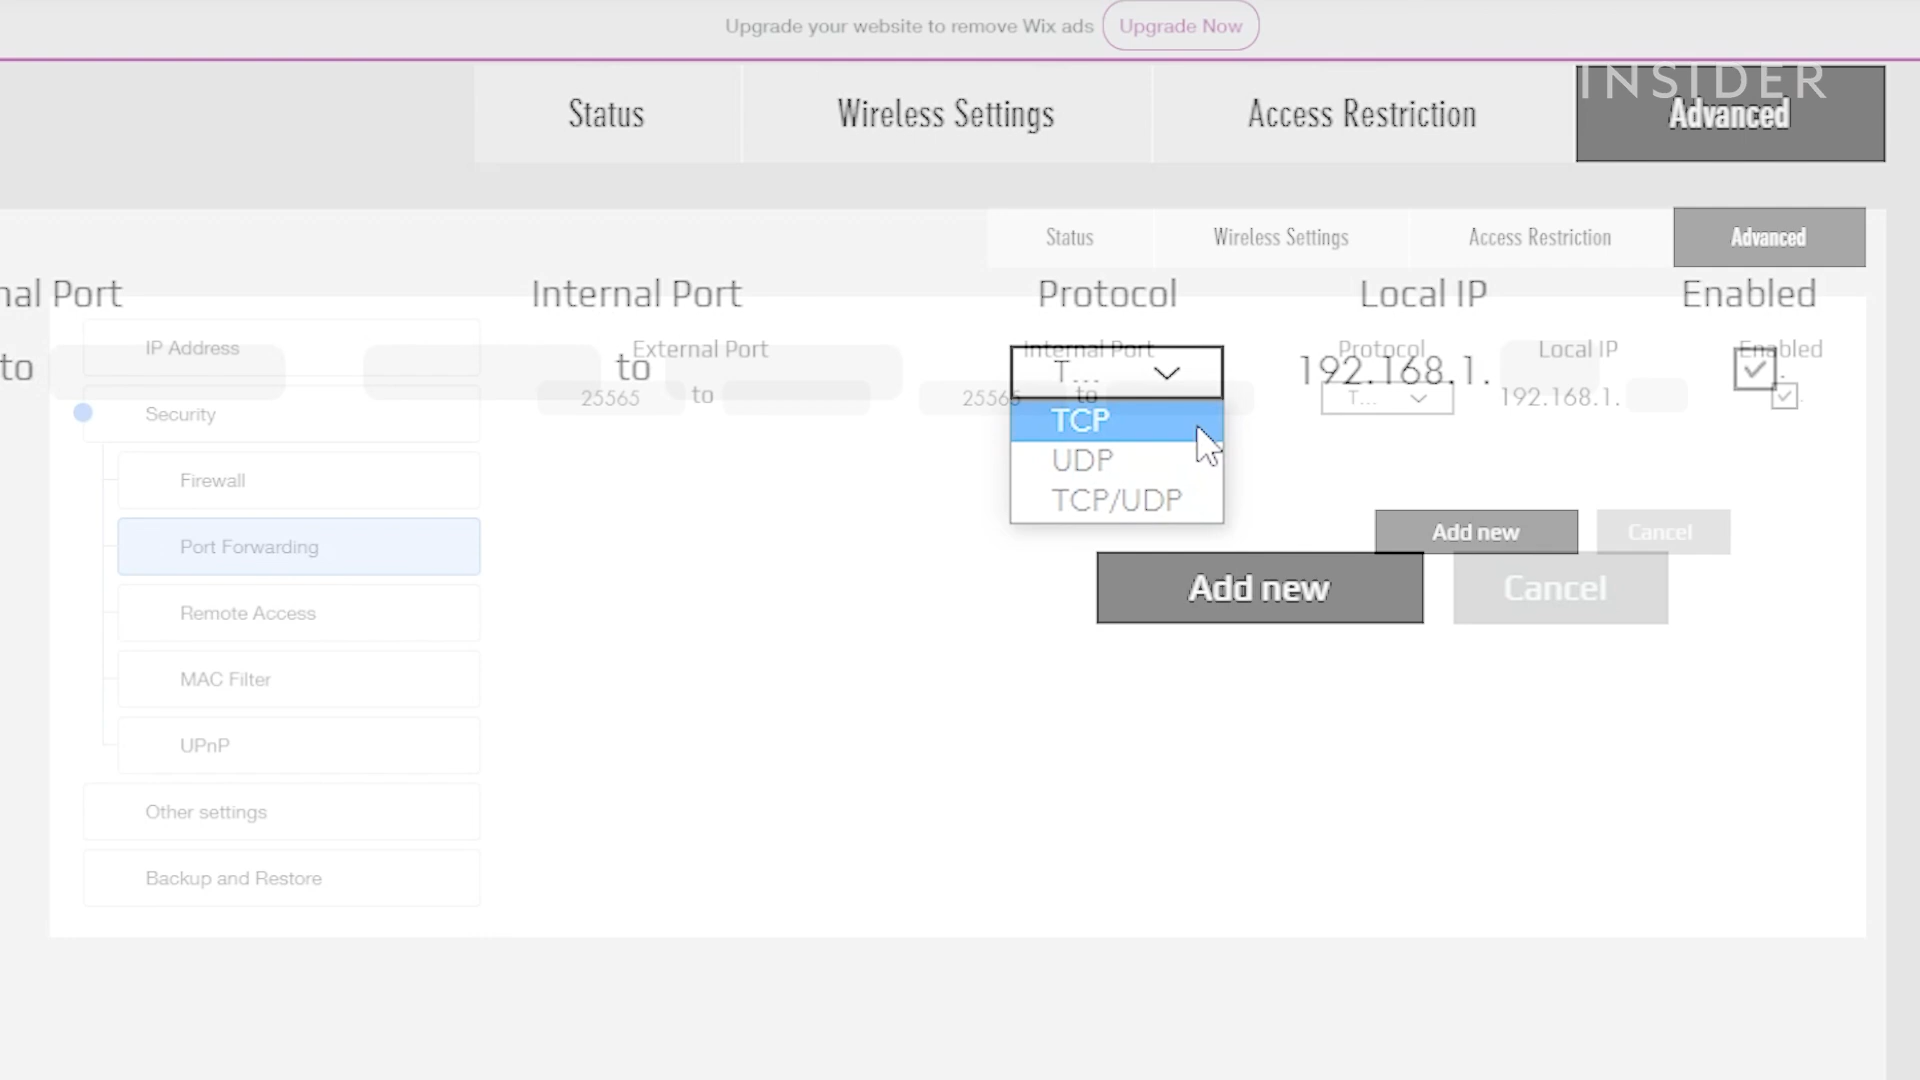 Upgrade your website to remove Wix ads Upgrade Now
INSIDER
Status Wireless Settings Access Restriction Advanced
Status Wireless Settings Access Restriction Advanced
nal Port Internal Port Protocol Local IP Enabled
IP Address External Port Internal Port Protocol Local IP Enabled
to to T... 192.168.1. .
25565 to 25565 to T... 192.168.1. .
Security TCP
UDP
Firewall TCP/UDP
Add new Cancel
Port Forwarding
Add new Cancel
Remote Access
MAC Filter
UPnP
Other settings
Backup and Restore